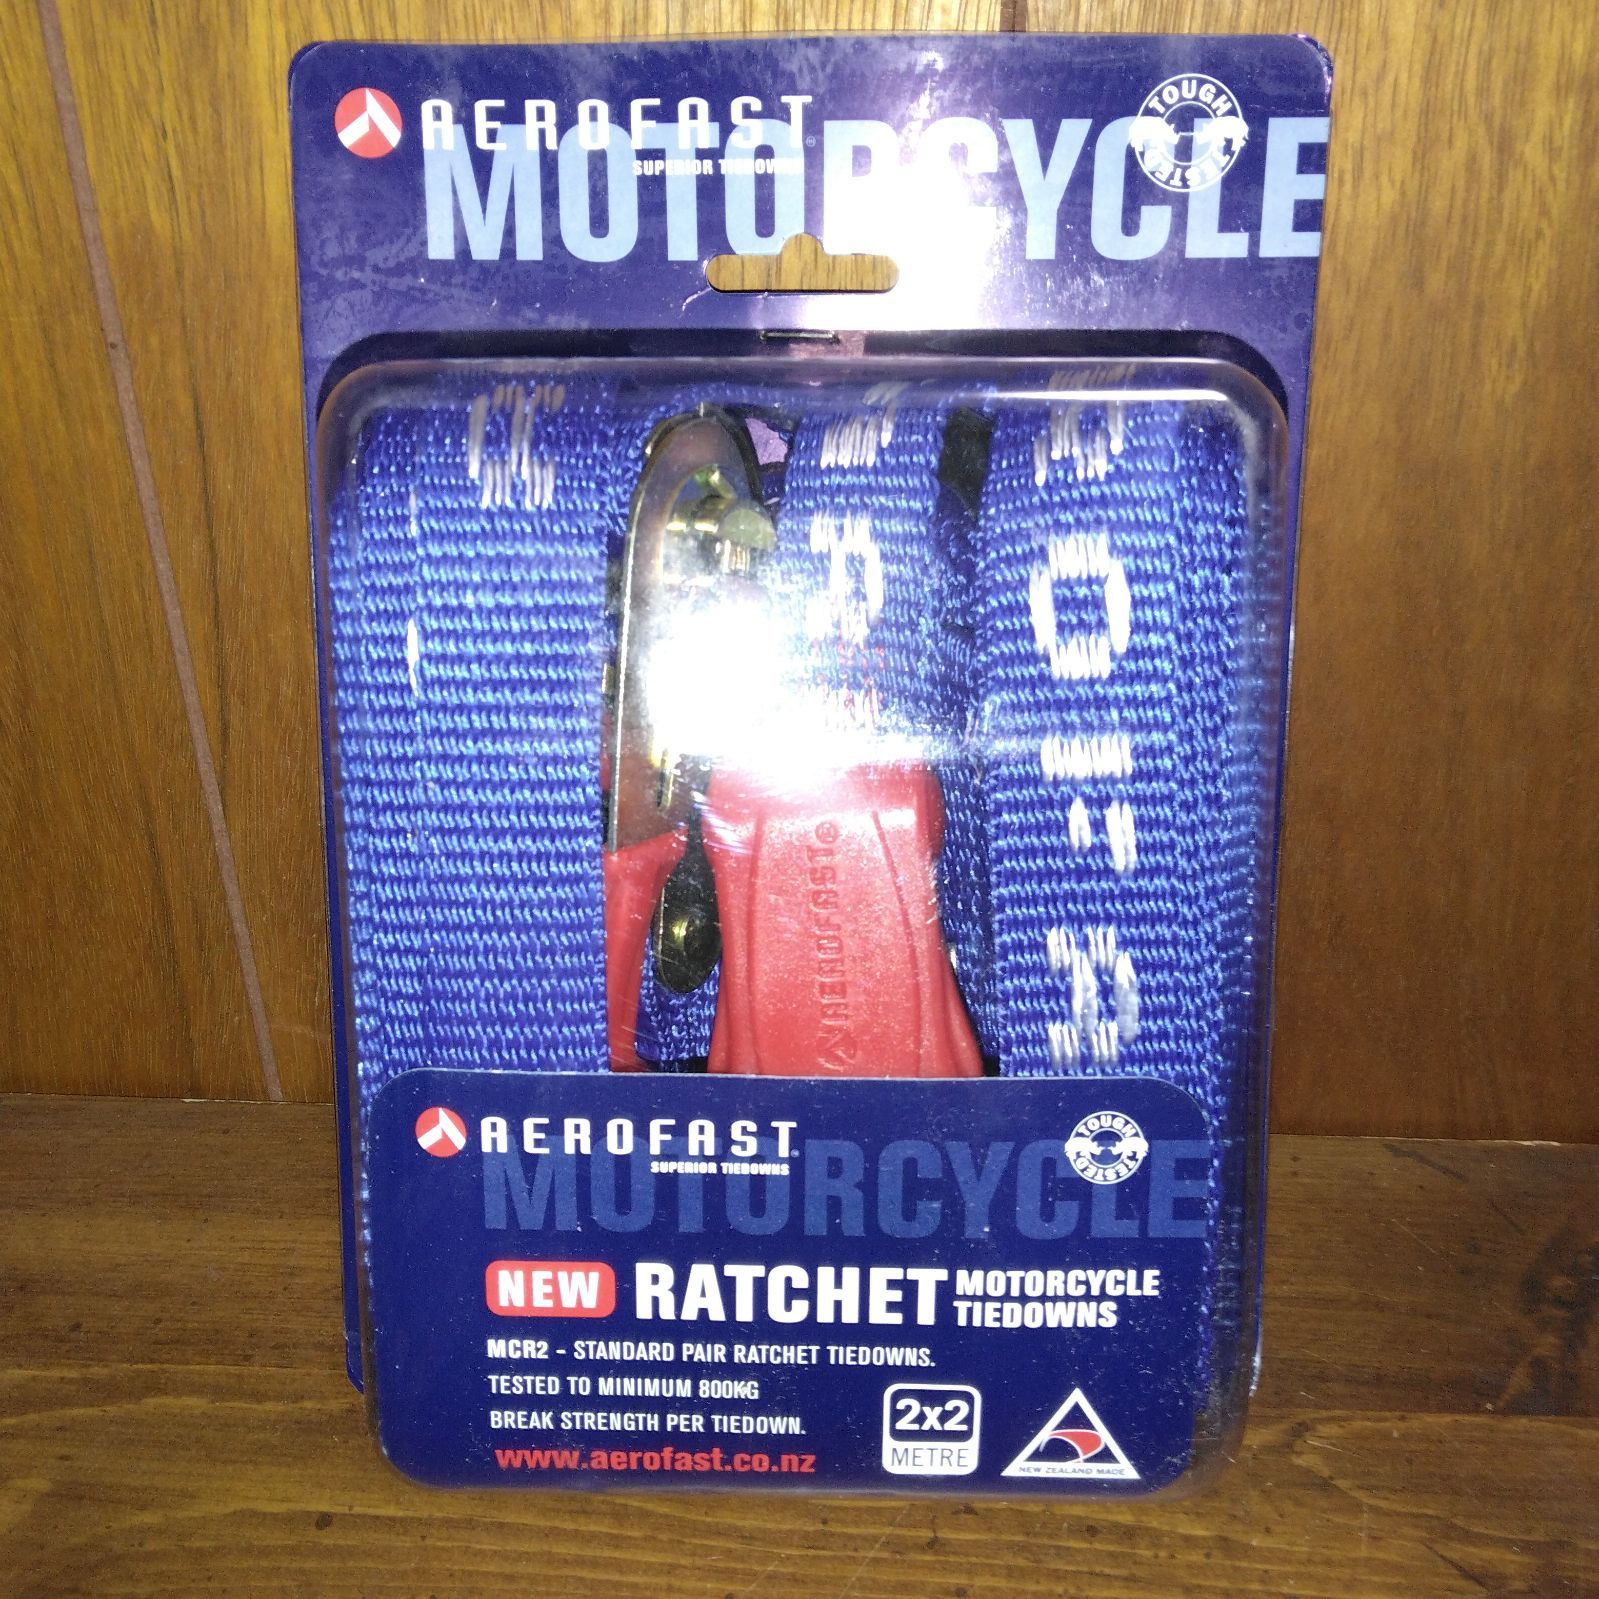 AEROFAST
SUPERIOR TIEDOWNS
TOUGH TESTED
MOTORCYCLE
AEROFAST®
AEROFAST
SUPERIOR TIEDOWNS
TOUGH TESTED
MOTORCYCLE
NEW RATCHET MOTORCYCLE
TIEDOWNS
MCR2 - STANDARD PAIR RATCHET TIEDOWNS.
TESTED TO MINIMUM 800KG
BREAK STRENGTH PER TIEDOWN.
www.aerofast.co.nz
2x2
METRE
NEW ZEALAND MADE